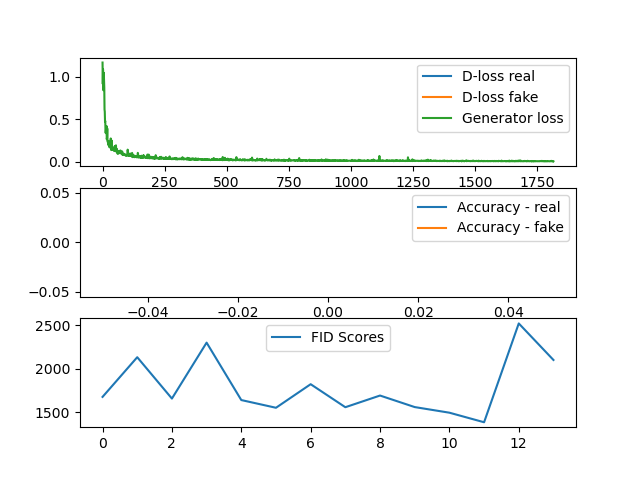 1.0
0.5
0.0
D-loss real
D-loss fake
Generator loss
0 250 500 750 1000 1250 1500 1750
0.05
0.00
−0.05
Accuracy - real
Accuracy - fake
−0.04 −0.02 0.00 0.02 0.04
2500
2000
1500
FID Scores
0 2 4 6 8 10 12